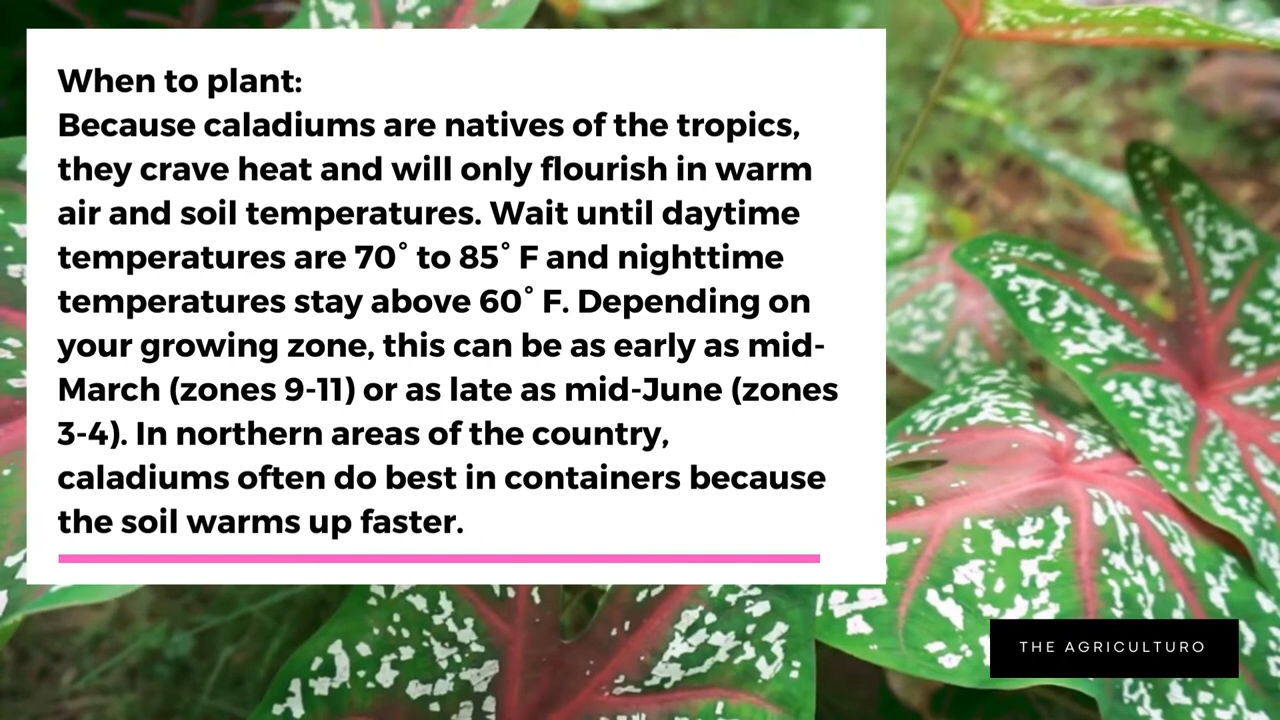 When to plant:
Because caladiums are natives of the tropics,
they crave heat and will only flourish in warm
air and soil temperatures. Wait until daytime
temperatures are 70˚ to 85˚ F and nighttime
temperatures stay above 60˚ F. Depending on
your growing zone, this can be as early as mid-
March (zones 9-11) or as late as mid-June (zones
3-4). In northern areas of the country,
caladiums often do best in containers because
the soil warms up faster.
THE AGRICULTURO